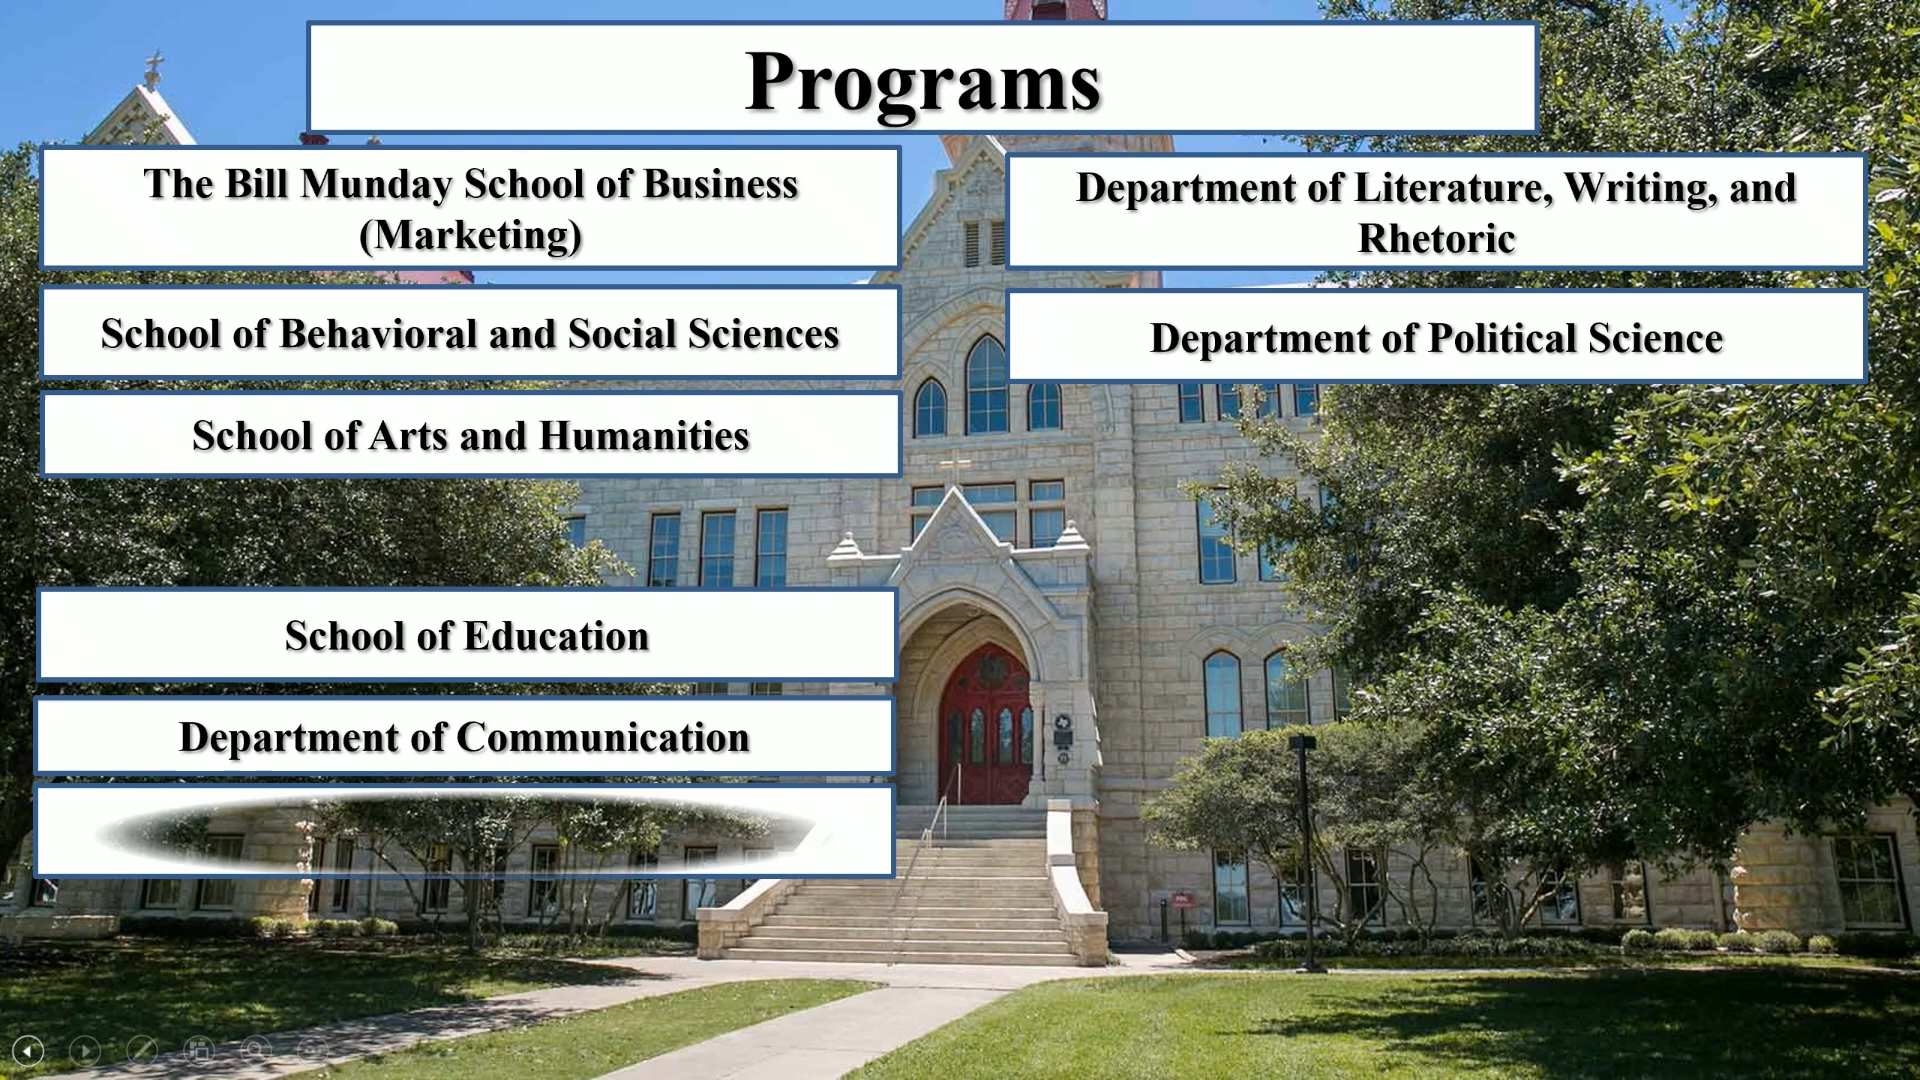 Programs
The Bill Munday School of Business
(Marketing)
School of Behavioral and Social Sciences
School of Arts and Humanities
School of Education
Department of Communication
Department of Literature, Writing, and
Rhetoric
Department of Political Science